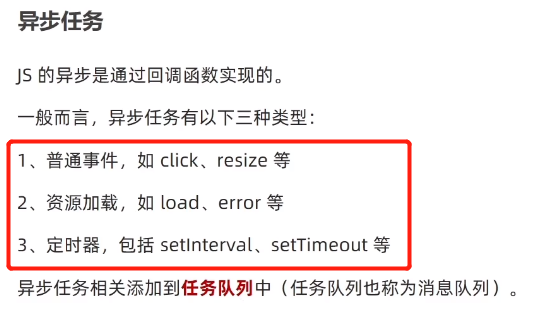 异步任务
JS 的异步是通过回调函数实现的。
一般而言，异步任务有以下三种类型：
1、普通事件，如 click、resize 等
2、资源加载，如 load、error 等
3、定时器，包括 setInterval、setTimeout 等
异步任务相关添加到任务队列中（任务队列也称为消息队列）。